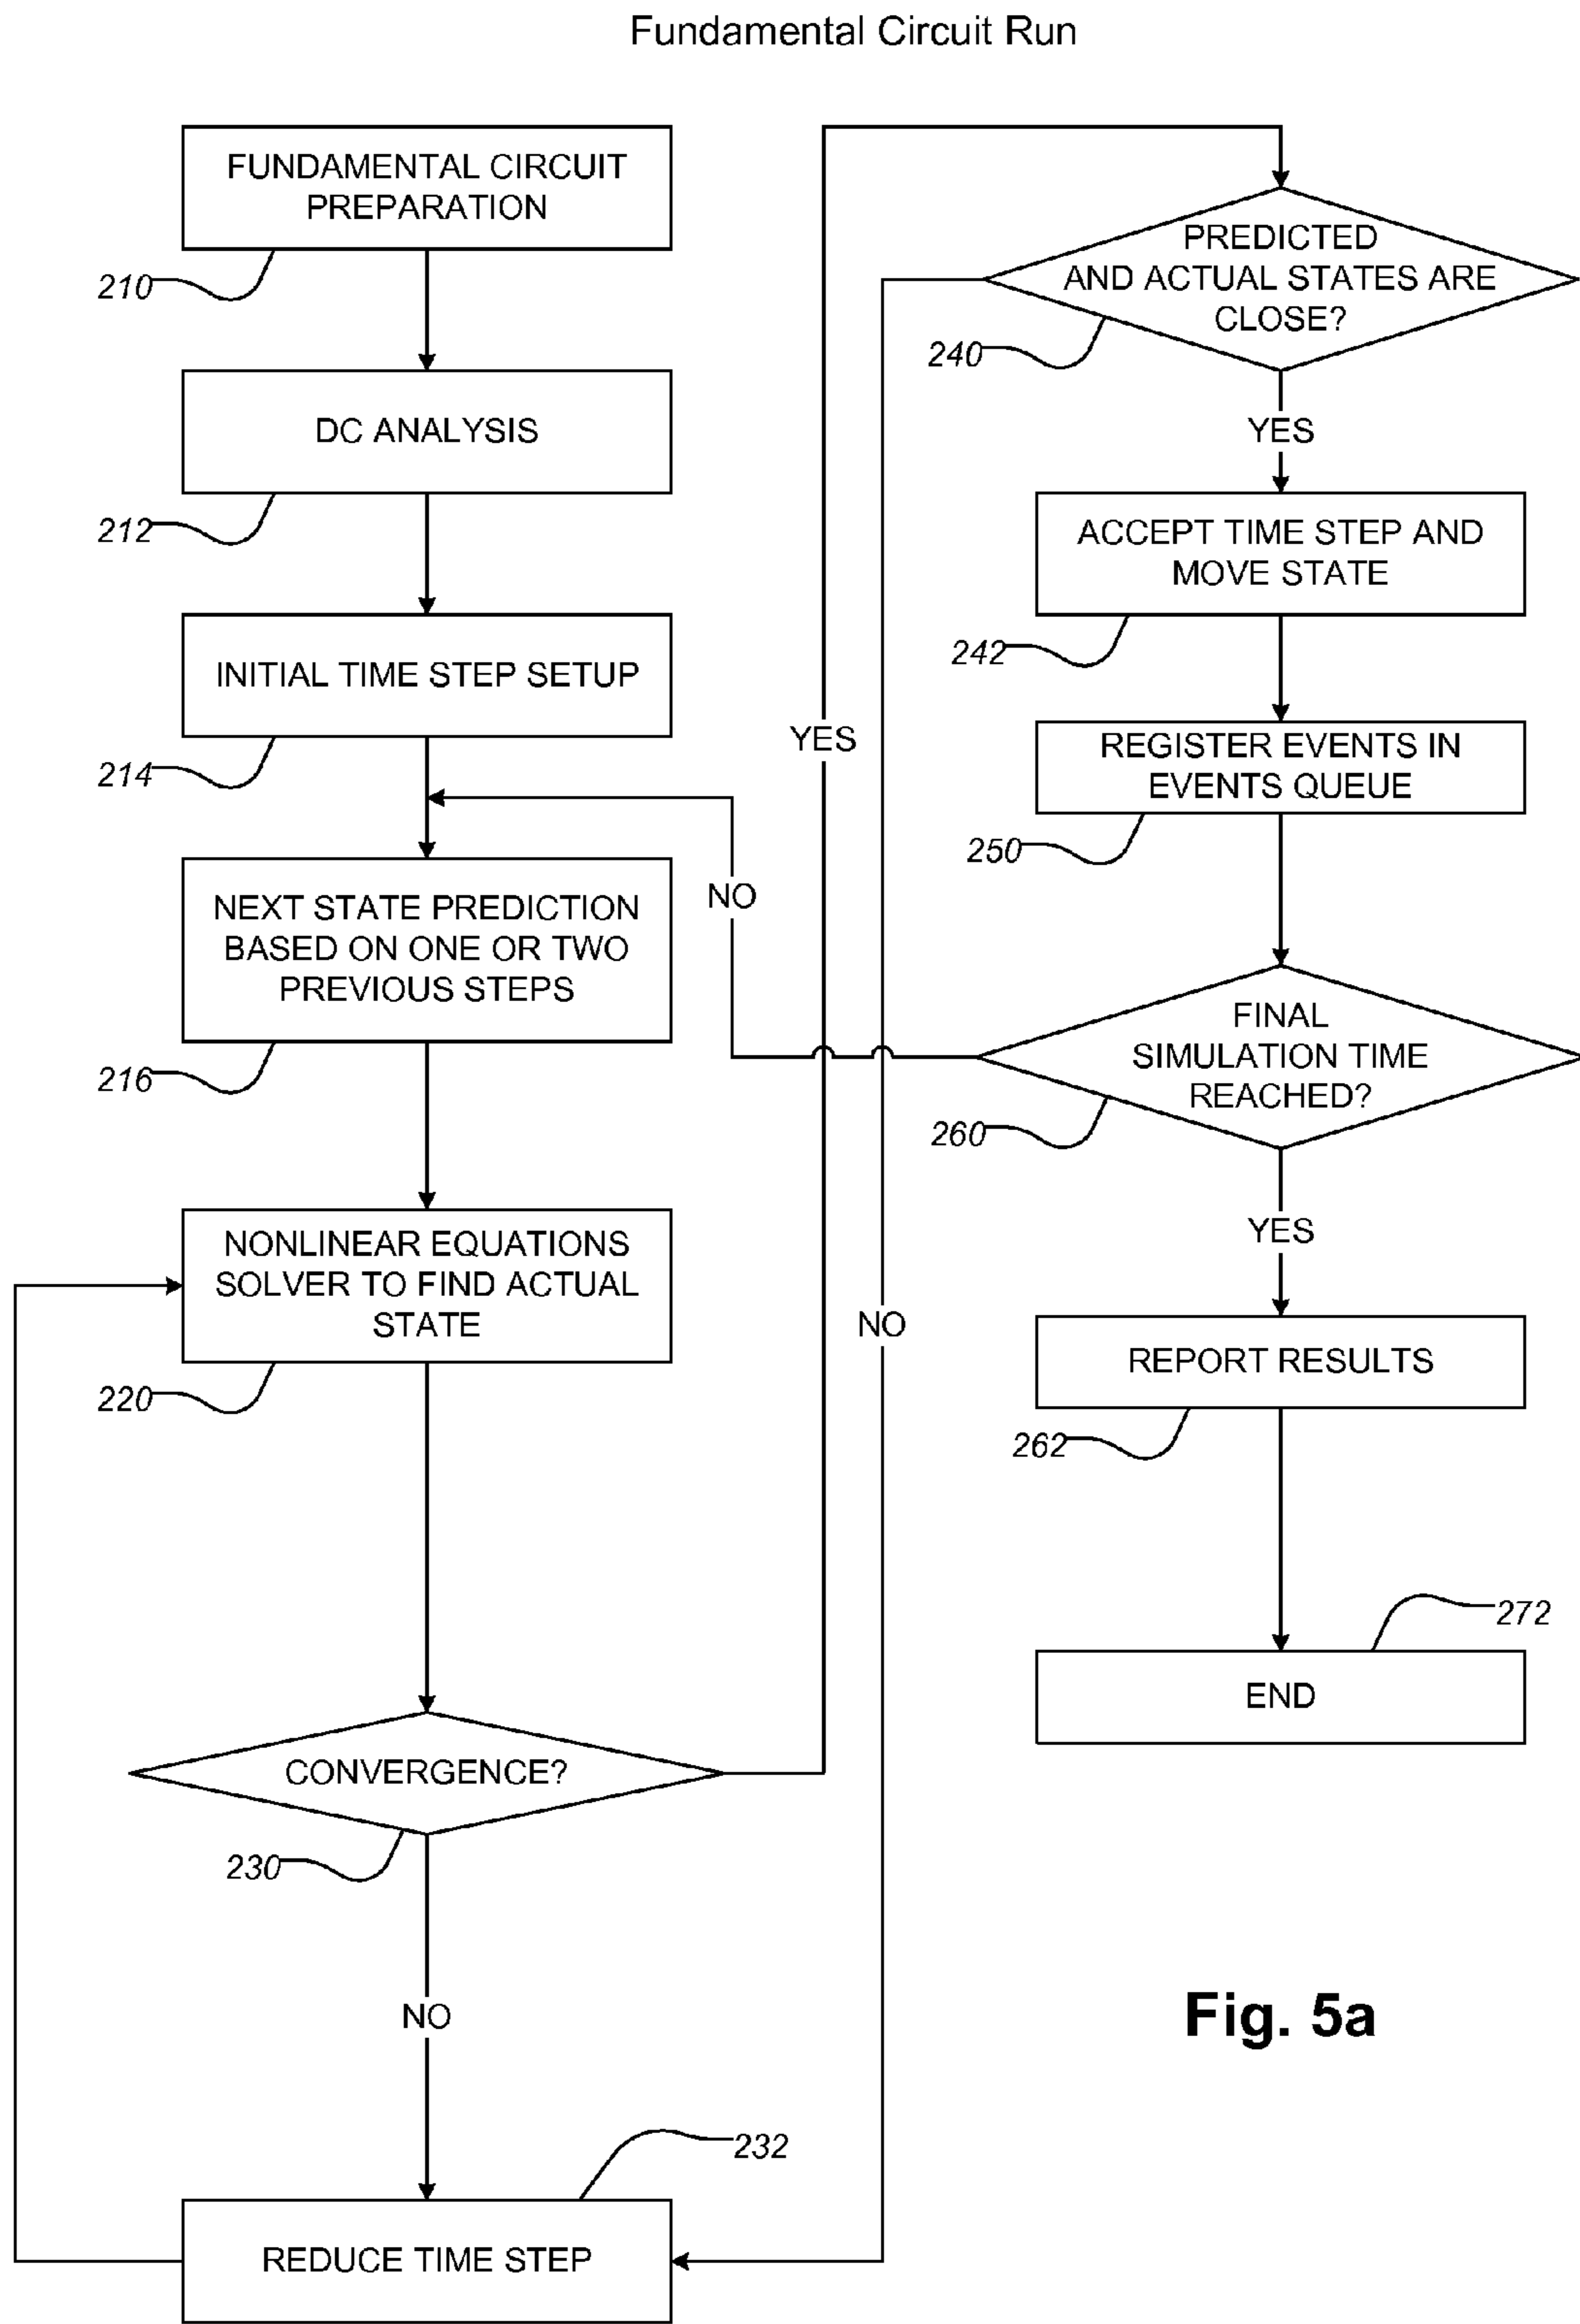 Fundamental Circuit Run
FUNDAMENTAL CIRCUIT
PREPARATION
210
DC ANALYSIS
212
INITIAL TIME STEP SETUP
214
NEXT STATE PREDICTION
BASED ON ONE OR TWO
PREVIOUS STEPS
216
NONLINEAR EQUATIONS
SOLVER TO FIND ACTUAL
STATE
220
CONVERGENCE?
230
NO
232
REDUCE TIME STEP
YES
NO
NO
PREDICTED
AND ACTUAL STATES ARE
CLOSE?
240
YES
ACCEPT TIME STEP AND
MOVE STATE
242
REGISTER EVENTS IN
EVENTS QUEUE
250
FINAL
SIMULATION TIME
REACHED?
260
YES
REPORT RESULTS
262
272
END
Fig. 5a